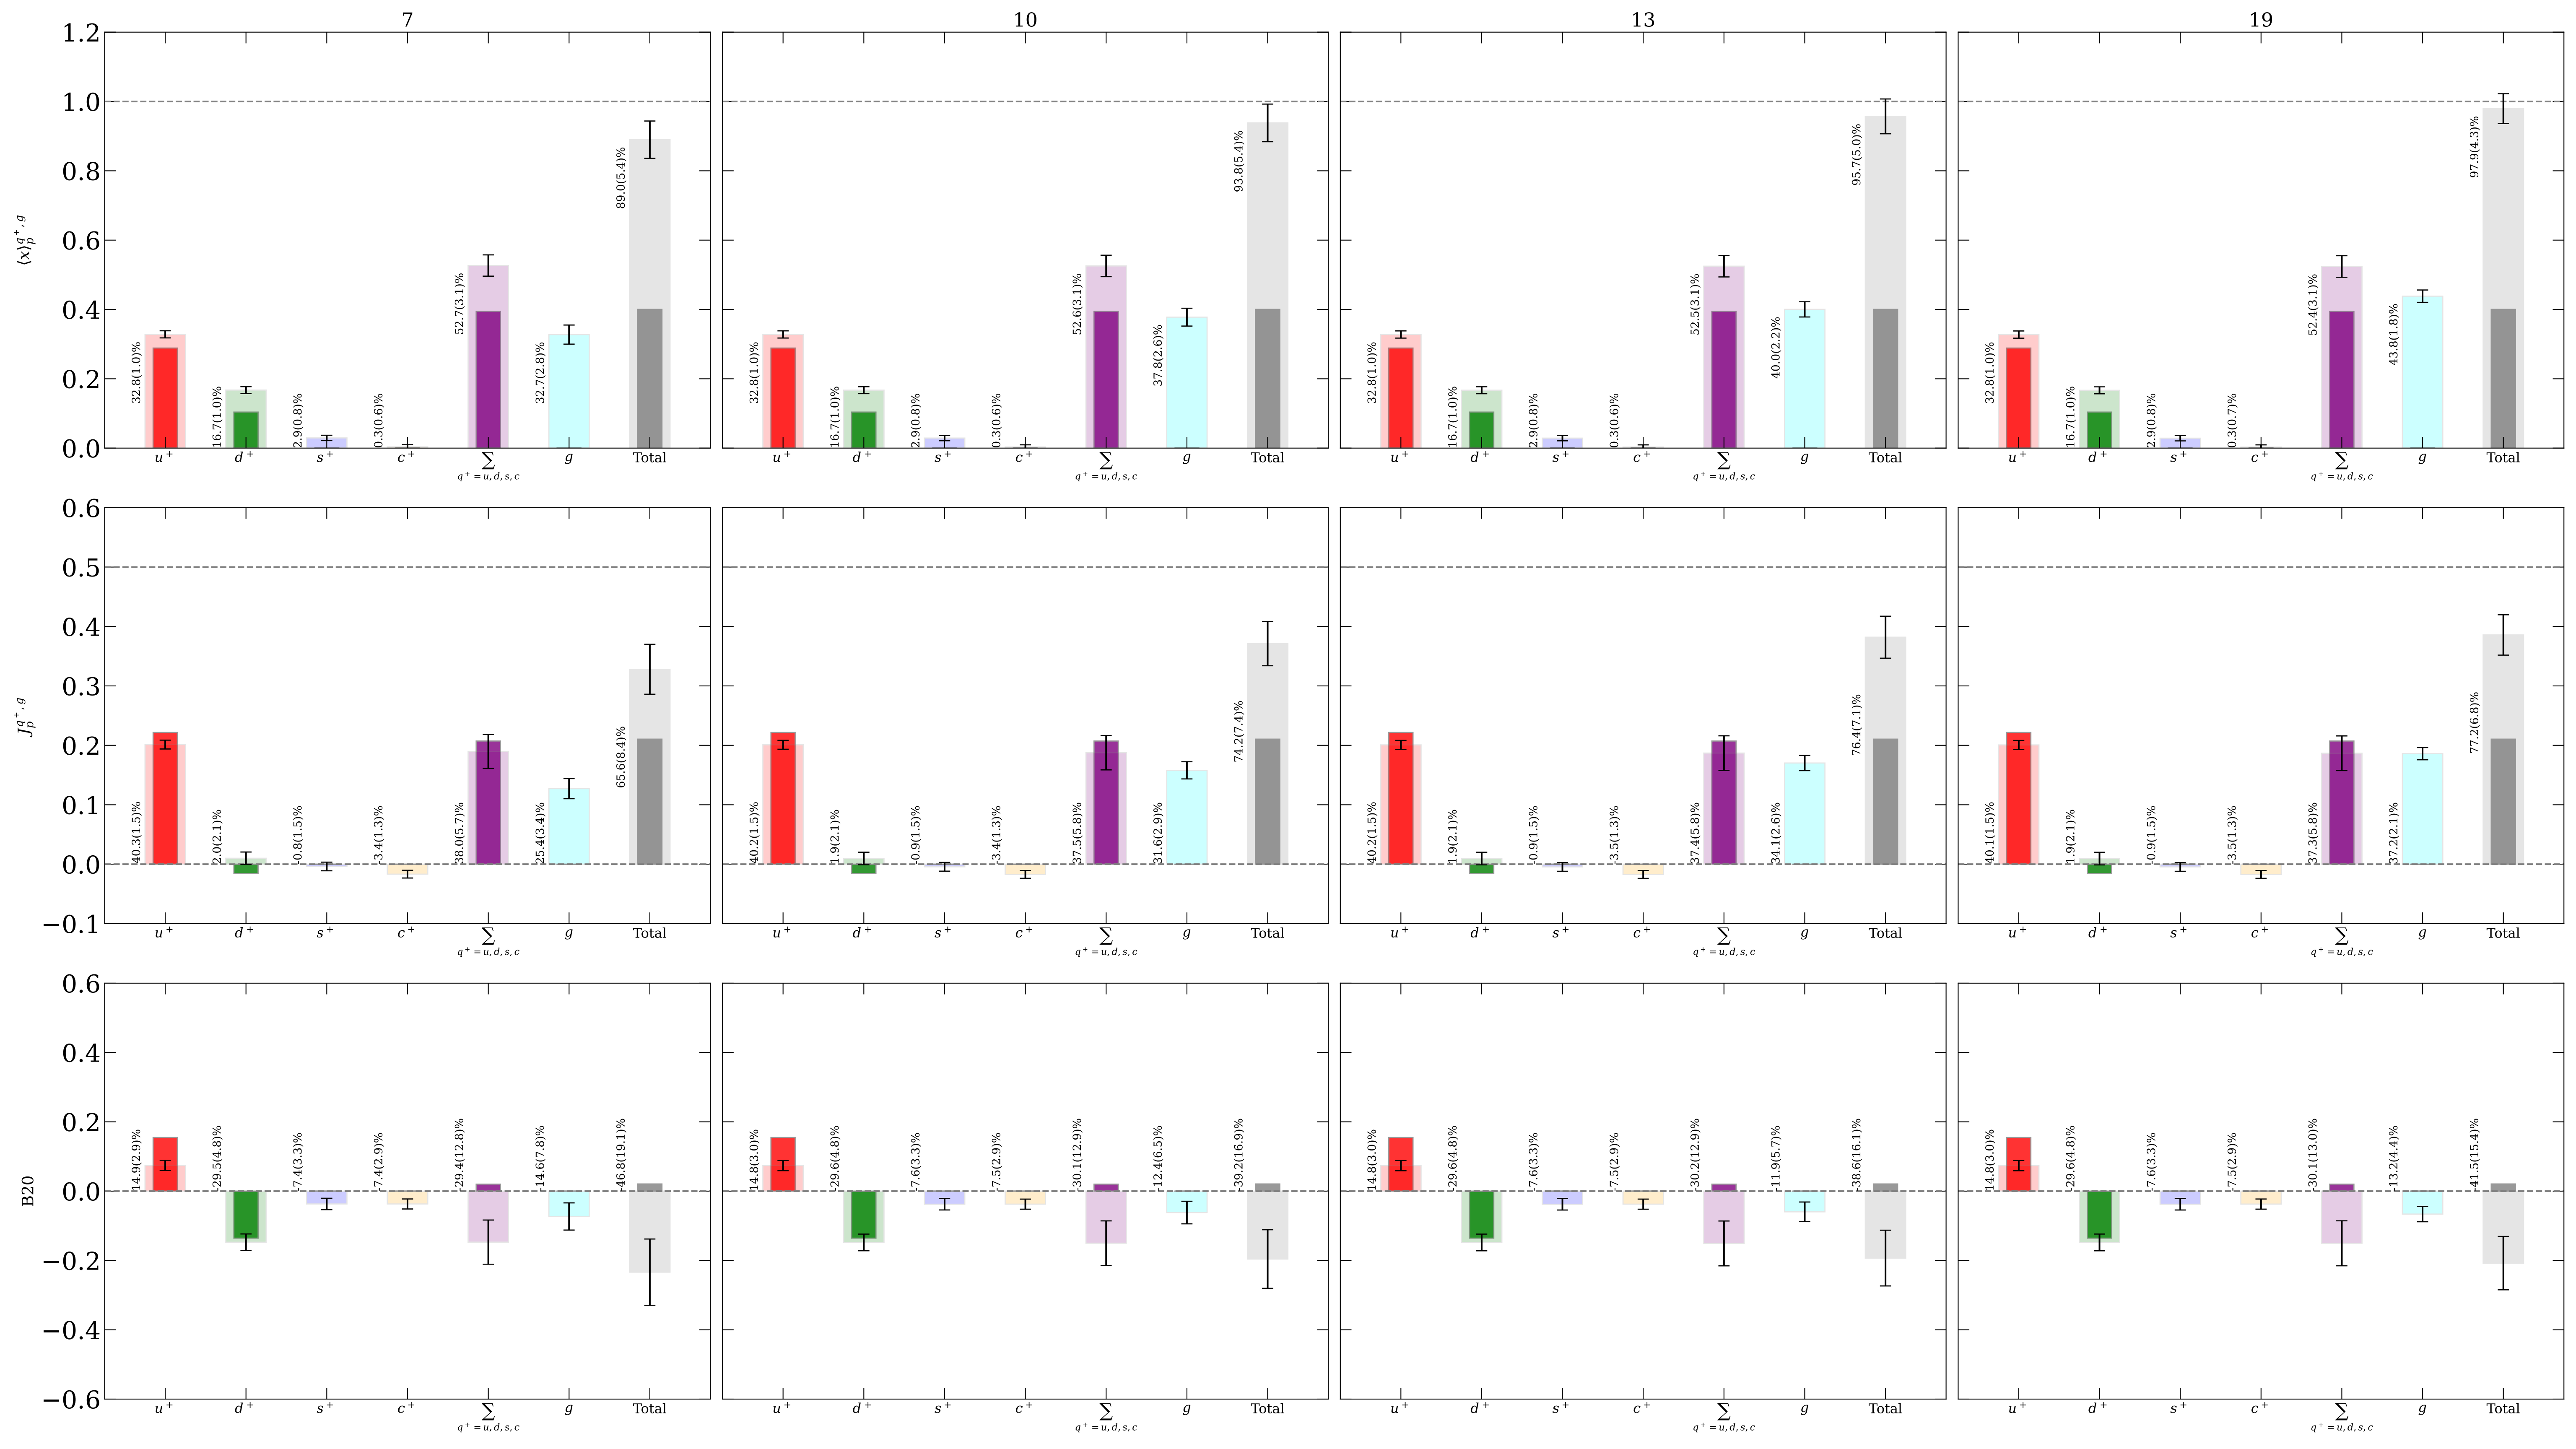 7 10 13 19
1.2
1.0
0.8
0.6
0.4
0.2
0.0
⟨x⟩ₚ^{q⁺, g}
32.8(1.0)% 16.7(1.0)% 2.9(0.8)% 0.3(0.6)% 52.7(3.1)% 32.7(2.8)% 89.0(5.4)%
32.8(1.0)% 16.7(1.0)% 2.9(0.8)% 0.3(0.6)% 52.6(3.1)% 37.8(2.6)% 93.8(5.4)%
32.8(1.0)% 16.7(1.0)% 2.9(0.8)% 0.3(0.6)% 52.5(3.1)% 40.0(2.2)% 95.7(5.0)%
32.8(1.0)% 16.7(1.0)% 2.9(0.8)% 0.3(0.7)% 52.4(3.1)% 43.8(1.8)% 97.9(4.3)%
u⁺ d⁺ s⁺ c⁺ ∑ g Total u⁺ d⁺ s⁺ c⁺ ∑ g Total u⁺ d⁺ s⁺ c⁺ ∑ g Total u⁺ d⁺ s⁺ c⁺ ∑ g Total
q⁺ = u, d, s, c q⁺ = u, d, s, c q⁺ = u, d, s, c q⁺ = u, d, s, c
0.6
0.5
0.4
0.3
0.2
0.1
0.0
−0.1
Jₚ^{q⁺, g}
40.3(1.5)% 2.0(2.1)% -0.8(1.5)% -3.4(1.3)% 38.0(5.7)% 25.4(3.4)% 65.6(8.4)%
40.2(1.5)% 1.9(2.1)% -0.9(1.5)% -3.4(1.3)% 37.5(5.8)% 31.6(2.9)% 74.2(7.4)%
40.2(1.5)% 1.9(2.1)% -0.9(1.5)% -3.5(1.3)% 37.4(5.8)% 34.1(2.6)% 76.4(7.1)%
40.1(1.5)% 1.9(2.1)% -0.9(1.5)% -3.5(1.3)% 37.3(5.8)% 37.2(2.1)% 77.2(6.8)%
u⁺ d⁺ s⁺ c⁺ ∑ g Total u⁺ d⁺ s⁺ c⁺ ∑ g Total u⁺ d⁺ s⁺ c⁺ ∑ g Total u⁺ d⁺ s⁺ c⁺ ∑ g Total
q⁺ = u, d, s, c q⁺ = u, d, s, c q⁺ = u, d, s, c q⁺ = u, d, s, c
0.6
0.4
0.2
0.0
−0.2
−0.4
−0.6
B20
14.9(2.9)% -29.5(4.8)% -7.4(3.3)% -7.4(2.9)% -29.4(12.8)% -14.6(7.8)% -46.8(19.1)%
14.8(3.0)% -29.6(4.8)% -7.6(3.3)% -7.5(2.9)% -30.1(12.9)% -12.4(6.5)% -39.2(16.9)%
14.8(3.0)% -29.6(4.8)% -7.6(3.3)% -7.5(2.9)% -30.2(12.9)% -11.9(5.7)% -38.6(16.1)%
14.8(3.0)% -29.6(4.8)% -7.6(3.3)% -7.5(2.9)% -30.1(13.0)% -13.2(4.4)% -41.5(15.4)%
u⁺ d⁺ s⁺ c⁺ ∑ g Total u⁺ d⁺ s⁺ c⁺ ∑ g Total u⁺ d⁺ s⁺ c⁺ ∑ g Total u⁺ d⁺ s⁺ c⁺ ∑ g Total
q⁺ = u, d, s, c q⁺ = u, d, s, c q⁺ = u, d, s, c q⁺ = u, d, s, c